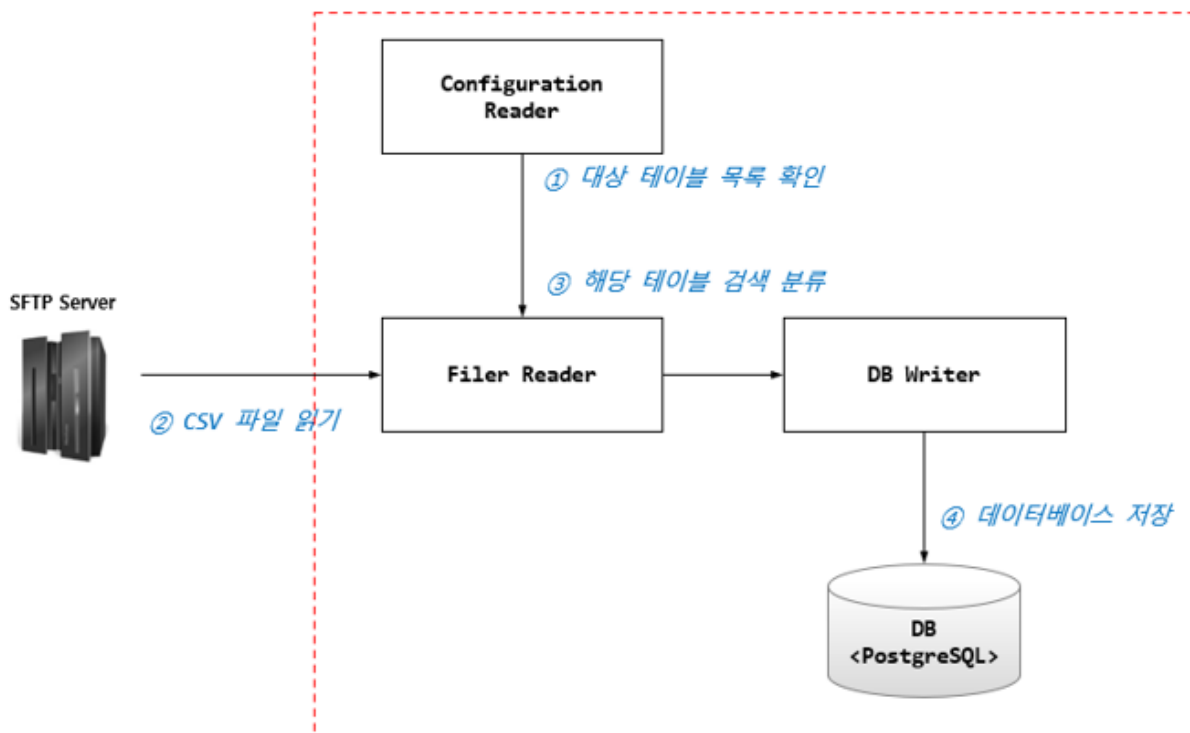 Configuration
Reader
① 대상 테이블 목록 확인
③ 해당 테이블 검색 분류
SFTP Server
Filer Reader
DB Writer
② CSV 파일 읽기
④ 데이터베이스 저장
DB
<PostgreSQL>